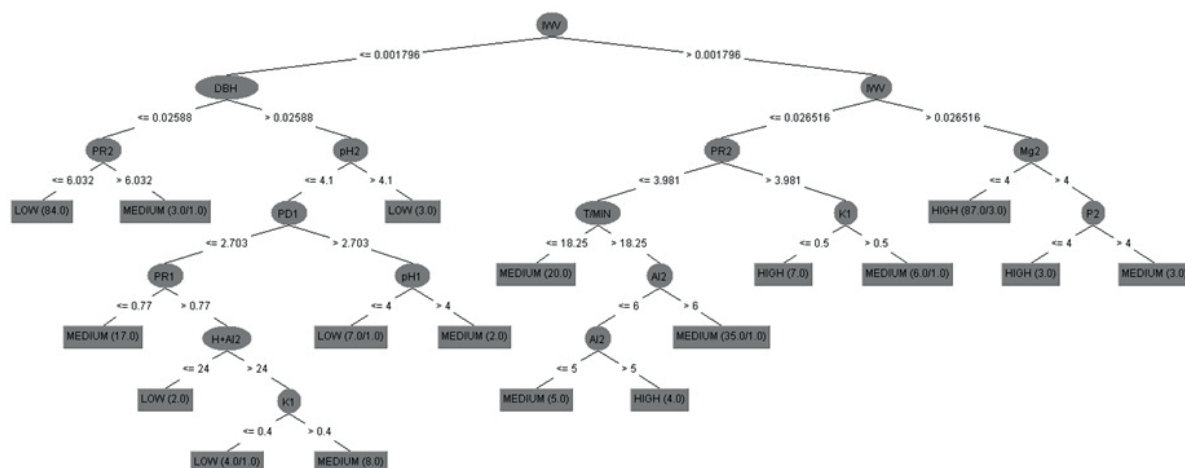 IWV
<= 0.001796 > 0.001796
DBH IWV
<= 0.02588 > 0.02588 <= 0.026516 > 0.026516
PR2 pH2 PR2 Mg2
<= 6.032 > 6.032 <= 4.1 > 4.1 <= 3.981 > 3.981 <= 4 > 4
LOW (84.0) MEDIUM (3.0/1.0) PD1 LOW (3.0) T/MIN K1 HIGH (87.0/3.0) P2
<= 2.703 > 2.703 <= 18.25 > 18.25 <= 0.5 > 0.5 <= 4 > 4
PR1 pH1 MEDIUM (20.0) Al2 HIGH (7.0) MEDIUM (6.0/1.0) HIGH (3.0) MEDIUM (3.0)
<= 0.77 > 0.77 <= 4 > 4 <= 6 > 6
MEDIUM (17.0) H+Al2 LOW (7.0/1.0) MEDIUM (2.0) Al2 MEDIUM (35.0/1.0)
<= 24 > 24 <= 5 > 5
LOW (2.0) K1 MEDIUM (5.0) HIGH (4.0)
<= 0.4 > 0.4
LOW (4.0/1.0) MEDIUM (8.0)